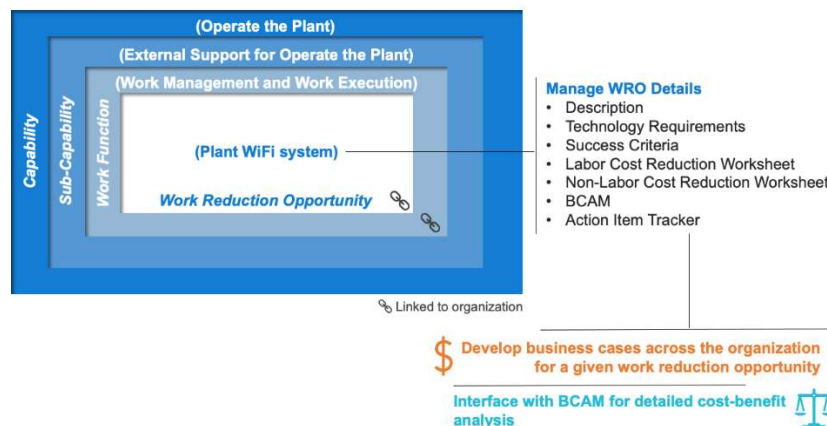 (Operate the Plant)
(External Support for Operate the Plant)
(Work Management and Work Execution)
Capability
Sub-Capability
Work Function
(Plant WiFi system)
Work Reduction Opportunity
Linked to organization
Manage WRO Details
• Description
• Technology Requirements
• Success Criteria
• Labor Cost Reduction Worksheet
• Non-Labor Cost Reduction Worksheet
• BCAM
• Action Item Tracker
$ Develop business cases across the organization
for a given work reduction opportunity
Interface with BCAM for detailed cost-benefit
analysis